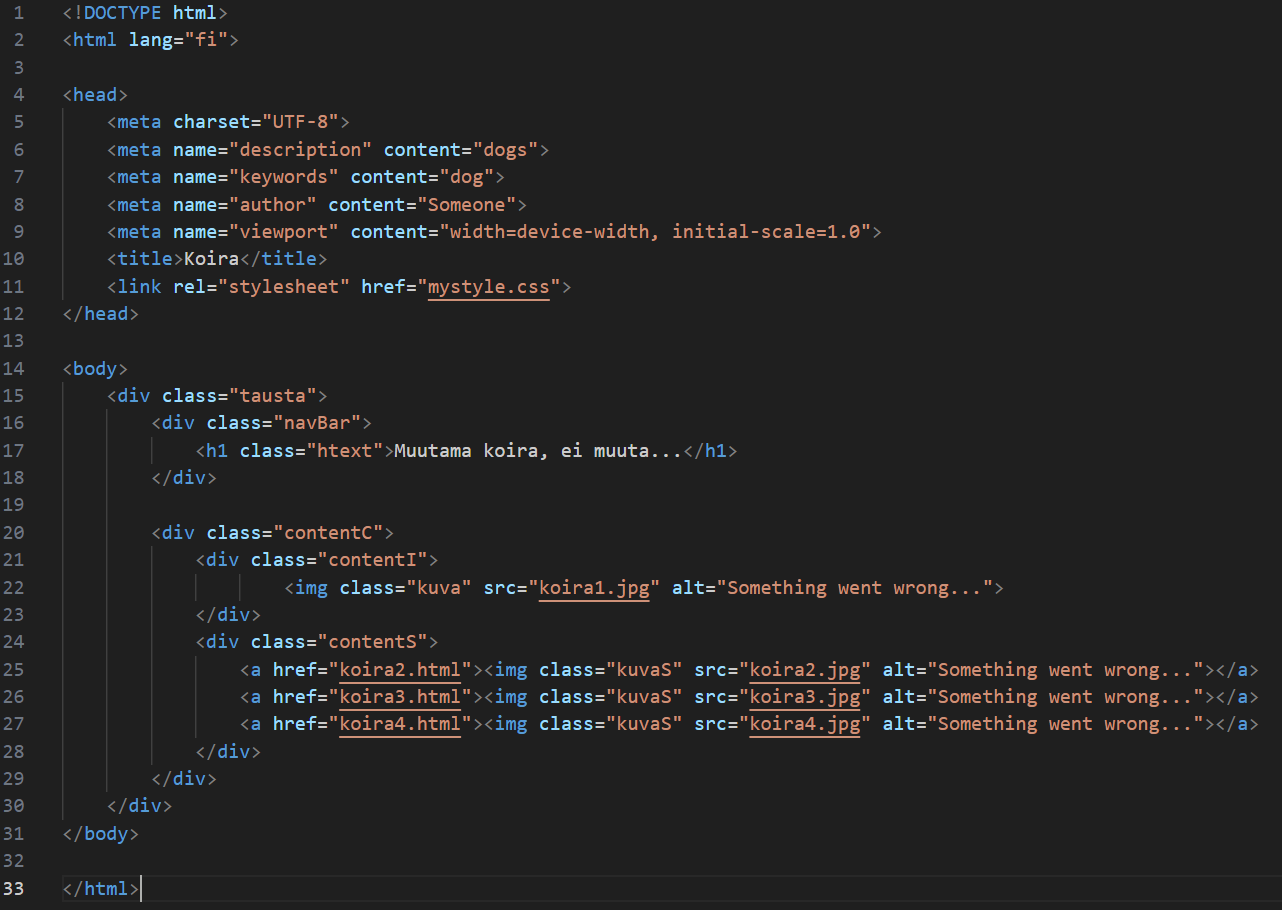 1 <!DOCTYPE html>
2 <html lang="fi">
3
4 <head>
5     <meta charset="UTF-8">
6     <meta name="description" content="dogs">
7     <meta name="keywords" content="dog">
8     <meta name="author" content="Someone">
9     <meta name="viewport" content="width=device-width, initial-scale=1.0">
10     <title>Koira</title>
11     <link rel="stylesheet" href="mystyle.css">
12 </head>
13
14 <body>
15     <div class="tausta">
16         <div class="navBar">
17             <h1 class="htext">Muutama koira, ei muuta...</h1>
18         </div>
19
20         <div class="contentC">
21             <div class="contentI">
22                     <img class="kuva" src="koira1.jpg" alt="Something went wrong...">
23             </div>
24             <div class="contentS">
25                 <a href="koira2.html"><img class="kuvaS" src="koira2.jpg" alt="Something went wrong..."></a>
26                 <a href="koira3.html"><img class="kuvaS" src="koira3.jpg" alt="Something went wrong..."></a>
27                 <a href="koira4.html"><img class="kuvaS" src="koira4.jpg" alt="Something went wrong..."></a>
28             </div>
29         </div>
30     </div>
31 </body>
32
33 </html>